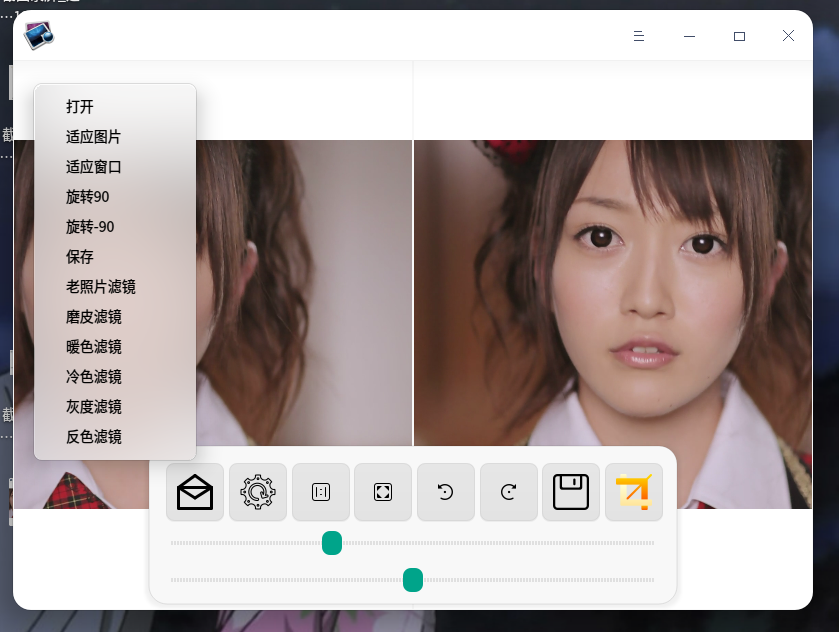 打开
适应图片
适应窗口
旋转90
旋转-90
保存
老照片滤镜
磨皮滤镜
暖色滤镜
冷色滤镜
灰度滤镜
反色滤镜
截
截